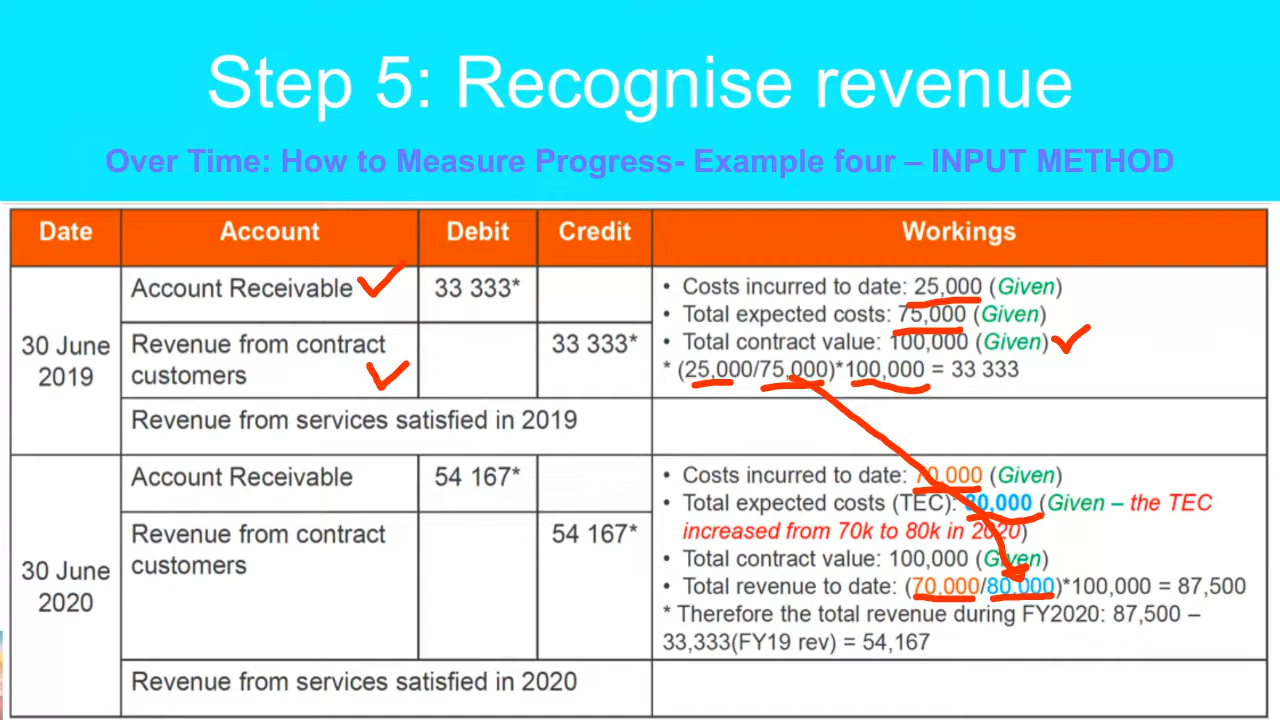 Step 5: Recognise revenue
Over Time: How to Measure Progress- Example four – INPUT METHOD
Date Account Debit Credit Workings
30 June
2019
Account Receivable 33 333*
Revenue from contract
customers 33 333*
• Costs incurred to date: 25,000 (Given)
• Total expected costs: 75,000 (Given)
• Total contract value: 100,000 (Given)
* (25,000/75,000)*100,000 = 33 333
Revenue from services satisfied in 2019
30 June
2020
Account Receivable 54 167*
Revenue from contract
customers 54 167*
• Costs incurred to date: 70,000 (Given)
• Total expected costs (TEC): 80,000 (Given – the TEC
increased from 70k to 80k in 2020)
• Total contract value: 100,000 (Given)
• Total revenue to date: (70,000/80,000)*100,000 = 87,500
* Therefore the total revenue during FY2020: 87,500 –
33,333(FY19 rev) = 54,167
Revenue from services satisfied in 2020